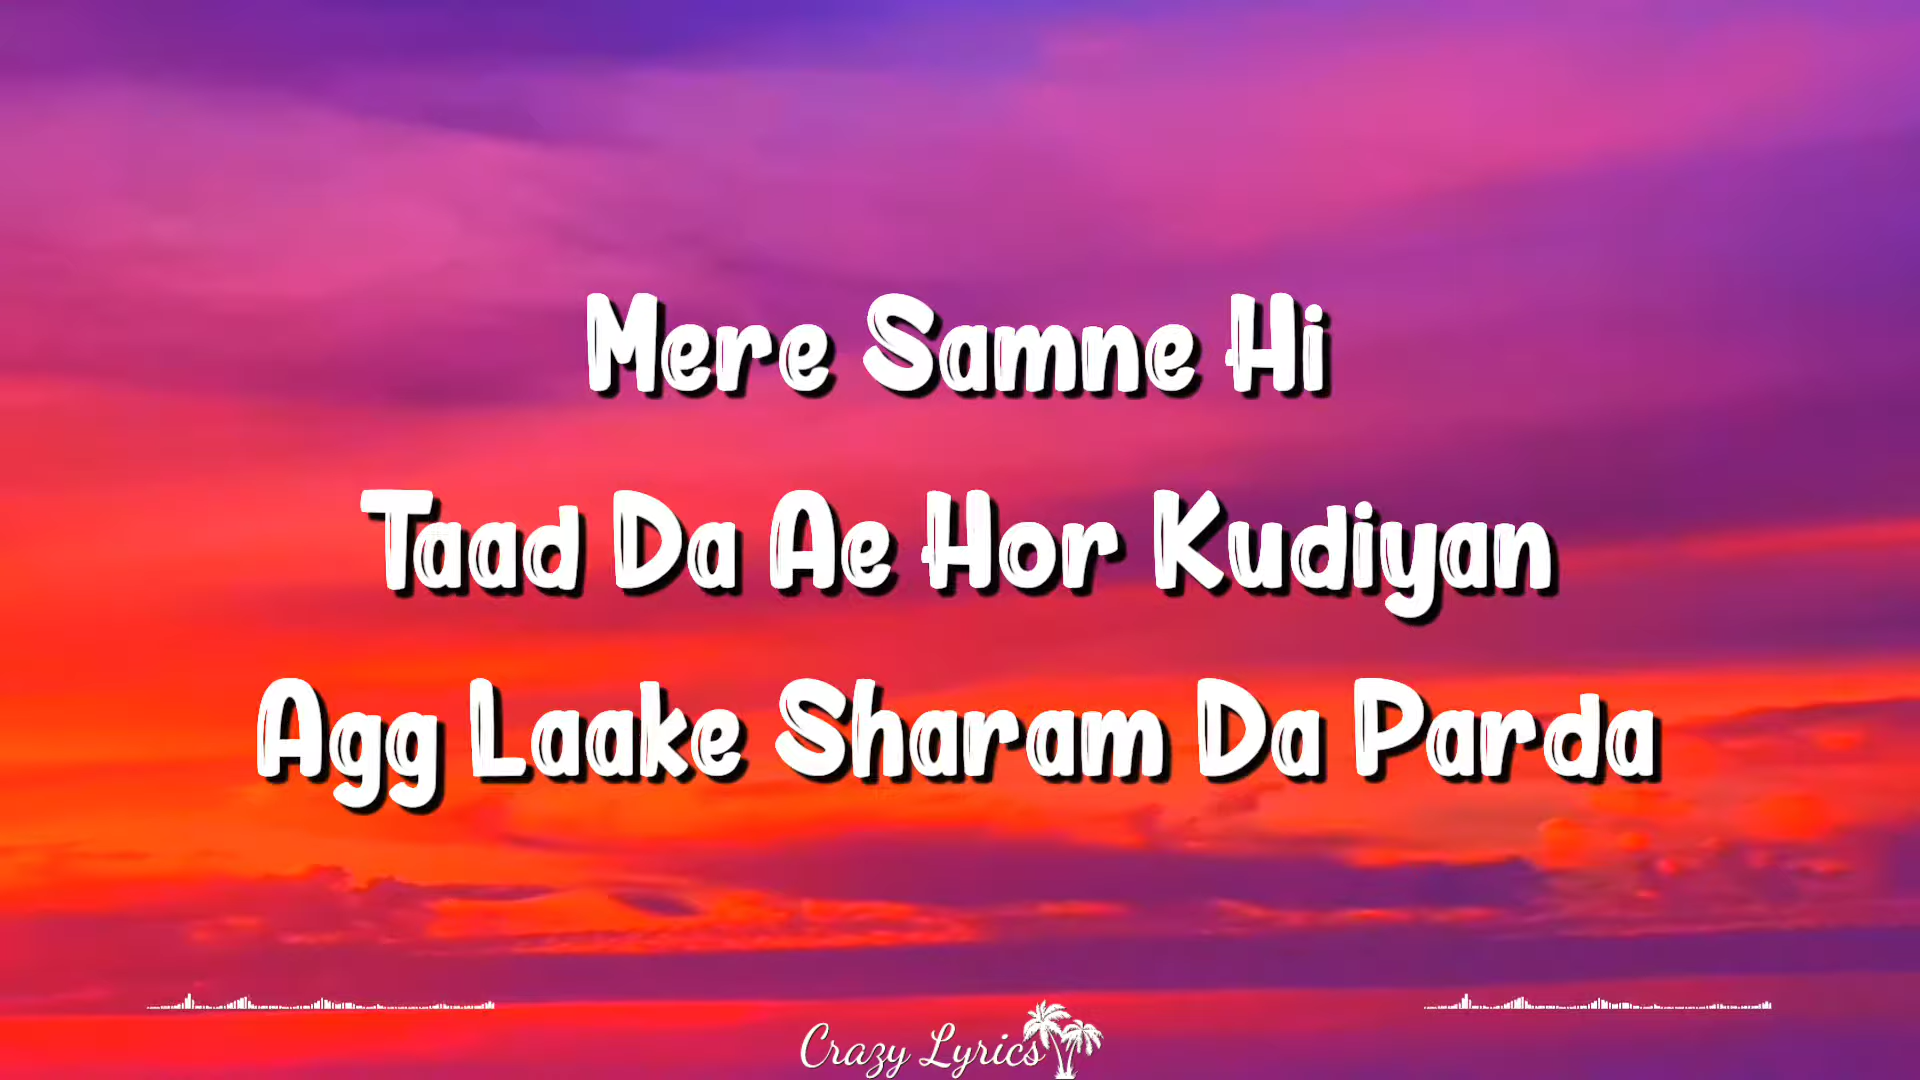 Mere Samne Hi
Taad Da Ae Hor Kudiyan
Agg Laake Sharam Da Parda
Crazy Lyrics